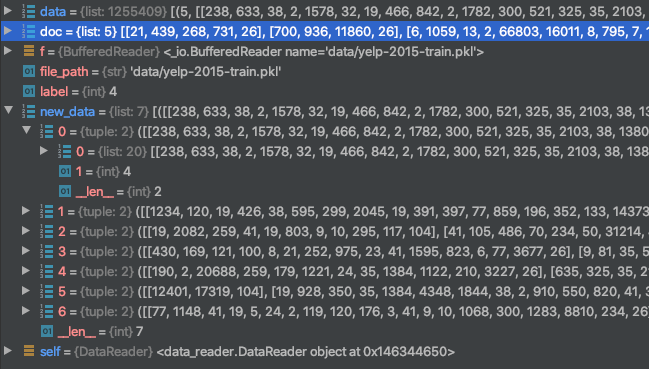 data = {list: 1255409} [(5, [[238, 633, 38, 2, 1578, 32, 19, 466, 842, 2, 1782, 300, 521, 325, 35, 2103,
doc = {list: 5} [[21, 439, 268, 731, 26], [700, 936, 11860, 26], [6, 1059, 13, 2, 66803, 16011, 8, 795, 7, 1
f = {BufferedReader} <_io.BufferedReader name='data/yelp-2015-train.pkl'>
file_path = {str} 'data/yelp-2015-train.pkl'
label = {int} 4
new_data = {list: 7} [([[238, 633, 38, 2, 1578, 32, 19, 466, 842, 2, 1782, 300, 521, 325, 35, 2103, 38, 13
0 = {tuple: 2} ([[238, 633, 38, 2, 1578, 32, 19, 466, 842, 2, 1782, 300, 521, 325, 35, 2103, 38, 1380
0 = {list: 20} [[238, 633, 38, 2, 1578, 32, 19, 466, 842, 2, 1782, 300, 521, 325, 35, 2103, 38, 138
1 = {int} 4
__len__ = {int} 2
1 = {tuple: 2} ([[1234, 120, 19, 426, 38, 595, 299, 2045, 19, 391, 397, 77, 859, 196, 352, 133, 14373
2 = {tuple: 2} ([[19, 2082, 259, 41, 19, 803, 9, 10, 295, 117, 104], [41, 105, 486, 70, 234, 50, 31214,
3 = {tuple: 2} ([[430, 169, 121, 100, 8, 21, 252, 975, 23, 41, 1595, 823, 6, 77, 3677, 26], [9, 81, 35, 5
4 = {tuple: 2} ([[190, 2, 20688, 259, 179, 1221, 24, 35, 1384, 1122, 210, 3227, 26], [635, 325, 35, 21
5 = {tuple: 2} ([[12401, 17319, 104], [19, 928, 350, 35, 1384, 4348, 1844, 38, 2, 910, 550, 820, 41, 3
6 = {tuple: 2} ([[77, 1148, 41, 19, 5, 24, 2, 119, 120, 176, 3, 41, 9, 10, 1068, 300, 1283, 8810, 234, 26
__len__ = {int} 7
self = {DataReader} <data_reader.DataReader object at 0x146344650>